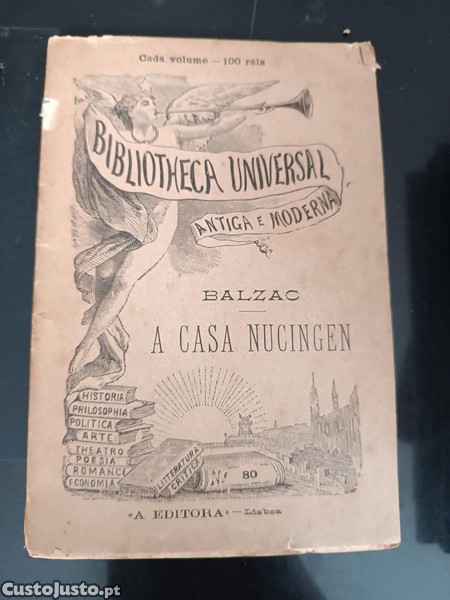 Cada volume — 100 réis
BIBLIOTHECA UNIVERSAL
ANTIGA E MODERNA
BALZAC
A CASA NUCINGEN
HISTORIA
PHILOSOPHIA
POLITICA
ARTE
THEATRO
POESIA
ROMANCE
ECONOMIA
LITTERATURA
CRITICA
N.º 80
"A EDITORA" — Lisboa
CustoJusto.pt